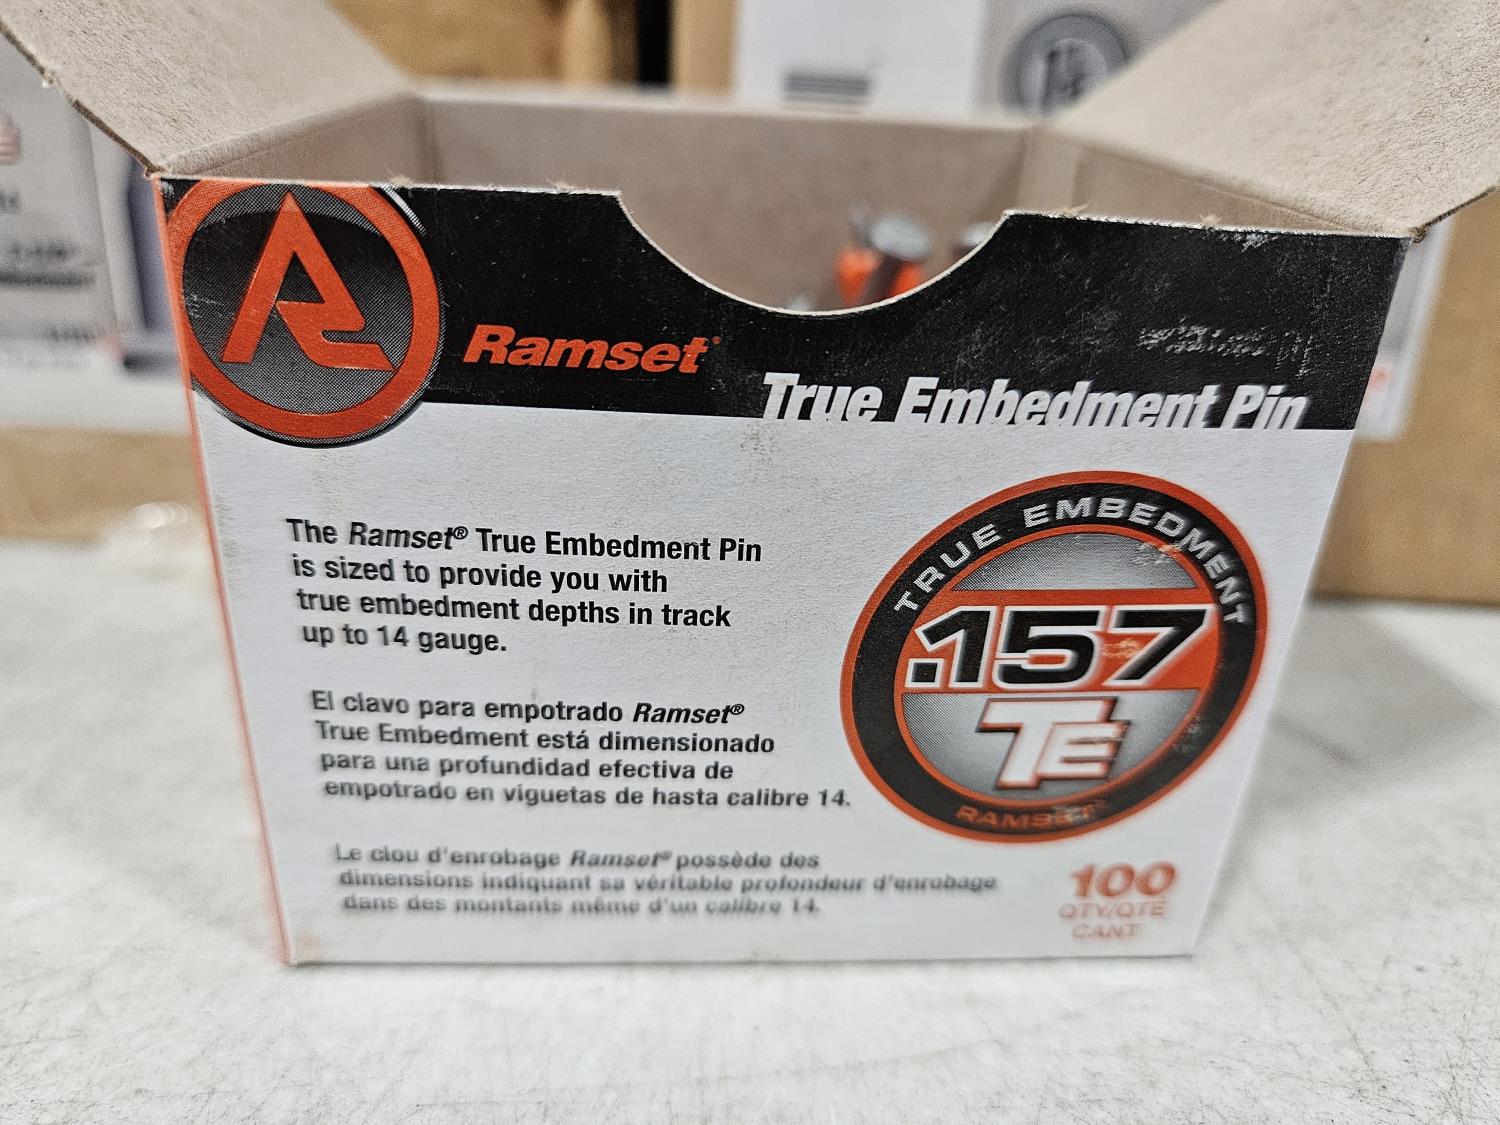 Ramset®
True Embedment Pin
The Ramset® True Embedment Pin
is sized to provide you with
true embedment depths in track
up to 14 gauge.
El clavo para empotrado Ramset®
True Embedment está dimensionado
para una profundidad efectiva de
empotrado en viguetas de hasta calibre 14.
Le clou d'enrobage Ramset® possède des
dimensions indiquant sa véritable profondeur d'enrobage
dans des montants même d'un calibre 14.
TRUE EMBEDMENT
.157
TE
RAMSET
100
QTY/QTÉ
CANT